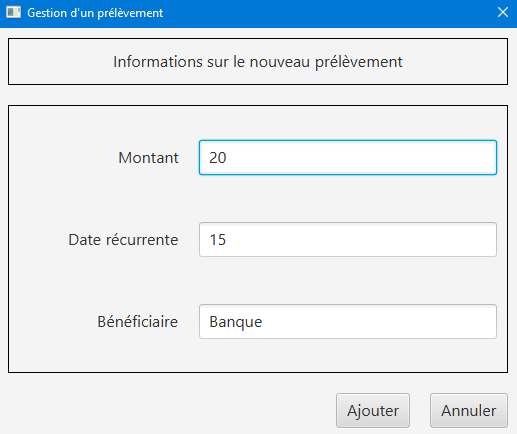 Gestion d'un prélèvement
Informations sur le nouveau prélèvement
Montant 20
Date récurrente 15
Bénéficiaire Banque
Ajouter Annuler